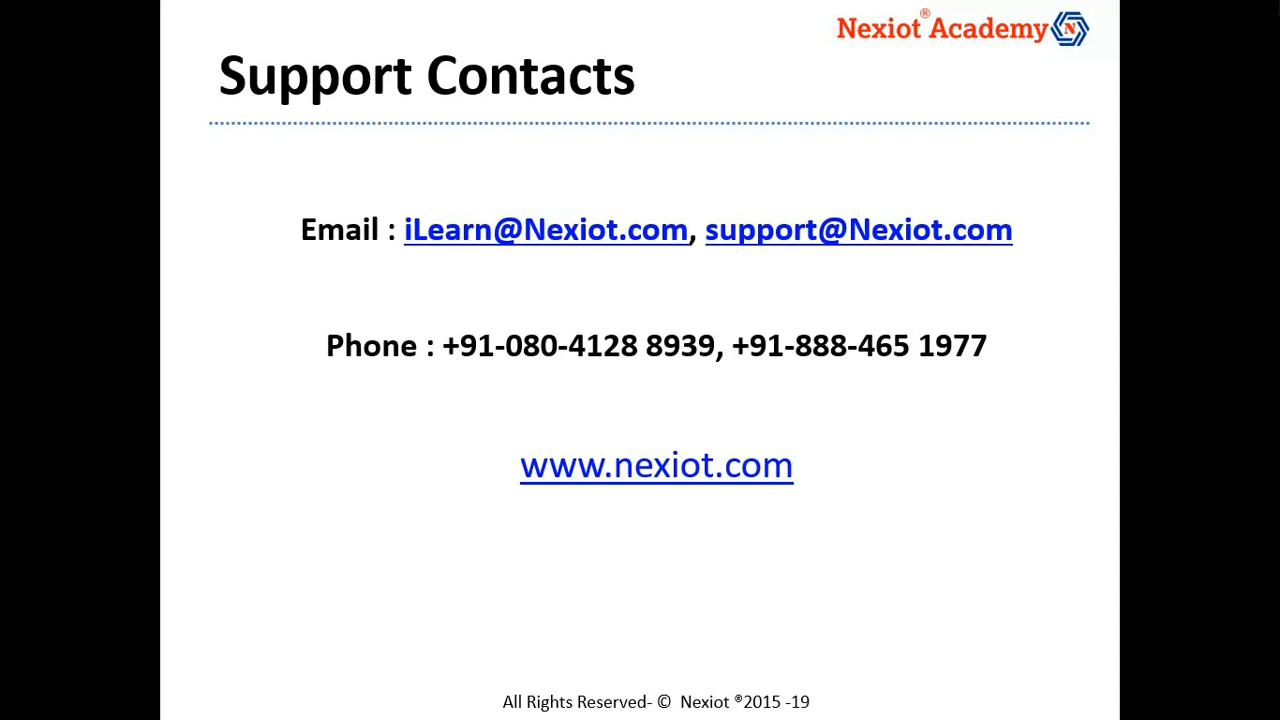 Nexiot® Academy N
Support Contacts
Email : iLearn@Nexiot.com, support@Nexiot.com
Phone : +91-080-4128 8939, +91-888-465 1977
www.nexiot.com
All Rights Reserved- © Nexiot ®2015 -19